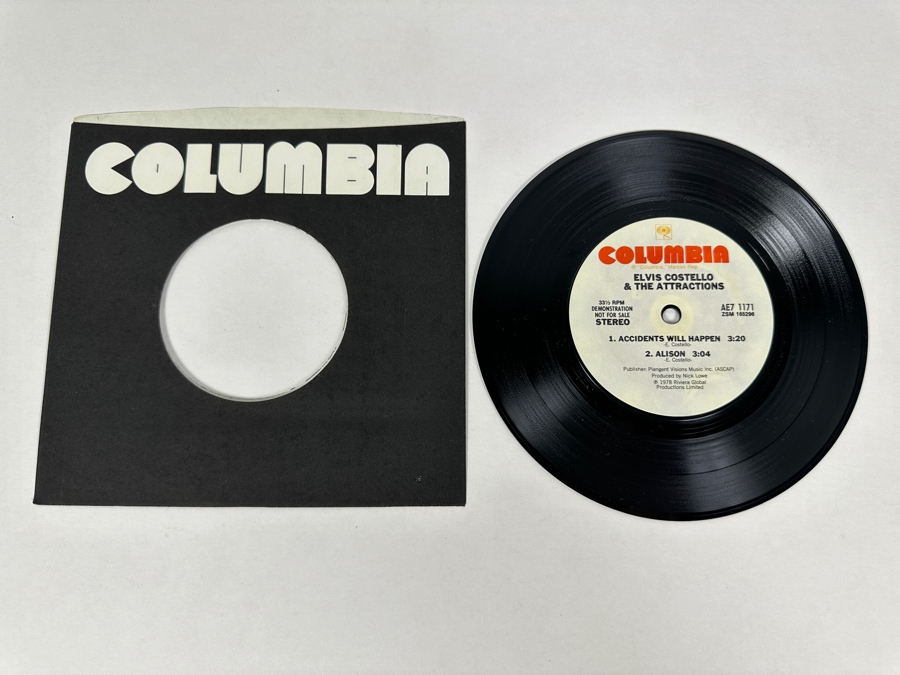 COLUMBIA
COLUMBIA
ELVIS COSTELLO
& THE ATTRACTIONS
33⅓ RPM
DEMONSTRATION
NOT FOR SALE
STEREO
AE7 1171
ZSM 165296
1. ACCIDENTS WILL HAPPEN 3:20
-E. Costello-
2. ALISON 3:04
-E. Costello-
Publisher, Plangent Visions Music Inc. (ASCAP)
Produced by Nick Lowe
℗ 1978 Riviera Global
Productions Limited